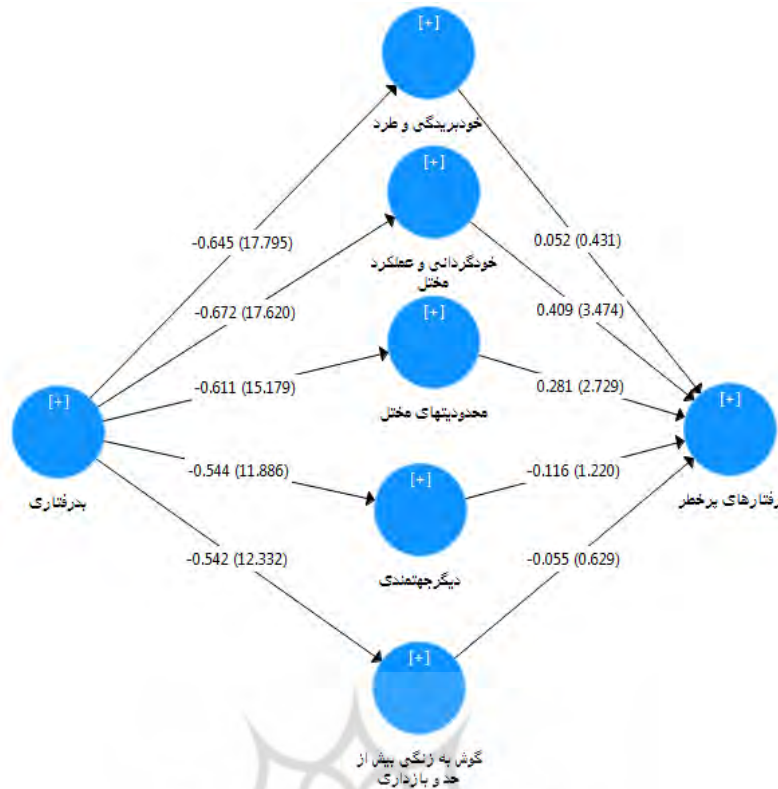 [+]
خودبریدگی و طرد
[+]
-0.645 (17.795)
0.052 (0.431)
خودگردانی و عملکرد
مختل
-0.672 (17.620)
[+]
0.409 (3.474)
-0.611 (15.179)
0.281 (2.729)
[+]
[+]
محدودیتهای مختل
-0.544 (11.886)
[+]
-0.116 (1.220)
بدرفتاری
رفتارهای پرخطر
-0.542 (12.332)
-0.055 (0.629)
دیگرجهتمندی
[+]
گوش به زنگی بیش از
حد و بازداری